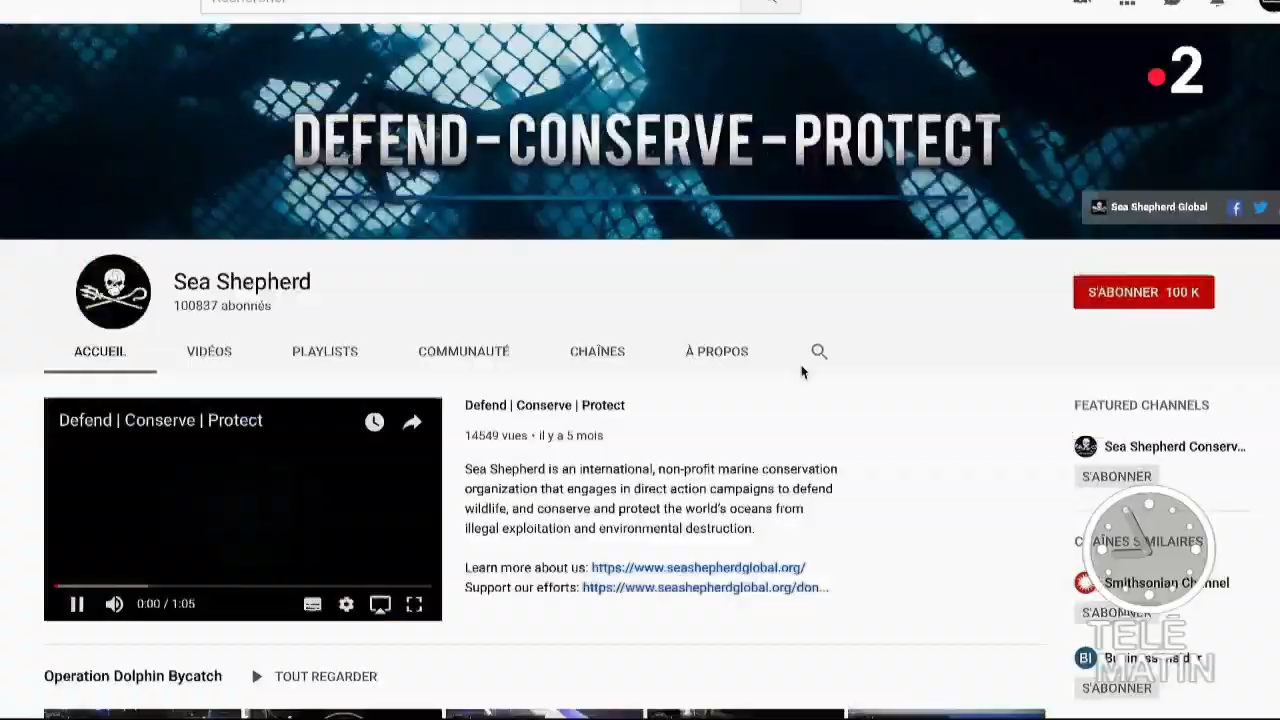 2
DEFEND – CONSERVE – PROTECT
Sea Shepherd Global
Sea Shepherd
100837 abonnés
S'ABONNER 100 K
ACCUEIL
VIDÉOS
PLAYLISTS
COMMUNAUTÉ
CHAÎNES
À PROPOS
Defend | Conserve | Protect
0:00 / 1:05
Defend | Conserve | Protect
14549 vues • il y a 5 mois
Sea Shepherd is an international, non-profit marine conservation
organization that engages in direct action campaigns to defend
wildlife, and conserve and protect the world's oceans from
illegal exploitation and environmental destruction.
Learn more about us: https://www.seashepherdglobal.org/
Support our efforts: https://www.seashepherdglobal.org/don...
FEATURED CHANNELS
Sea Shepherd Conserv...
S'ABONNER
CHAÎNES SIMILAIRES
Smithsonian Channel
S'ABONNER
BI
Business Insider
S'ABONNER
TÉLÉ
MATIN
Operation Dolphin Bycatch
TOUT REGARDER